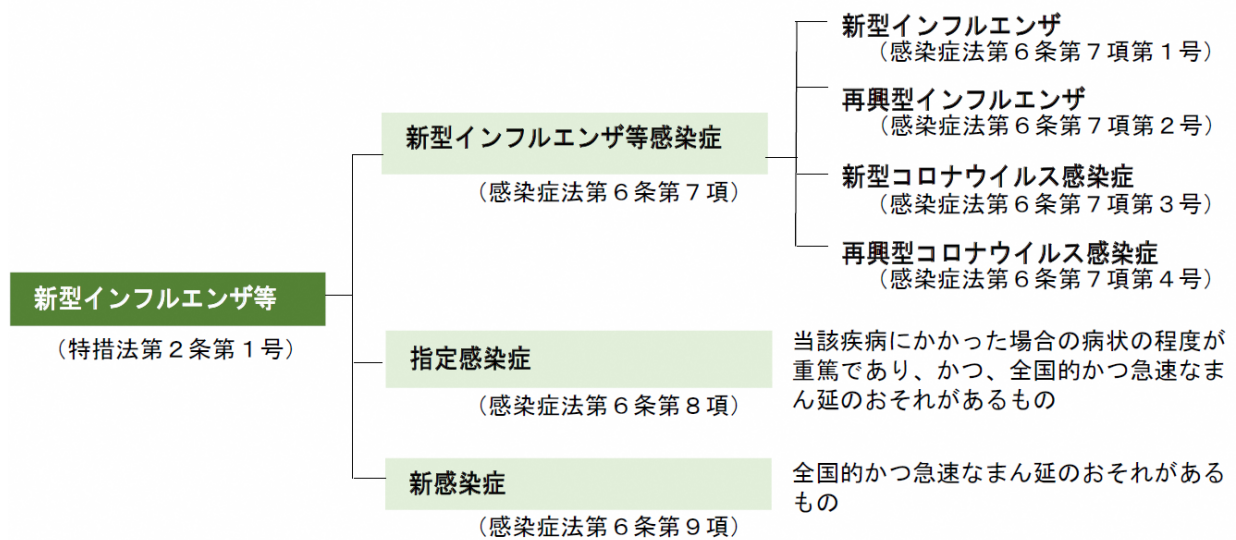 新型インフルエンザ
（感染症法第６条第７項第１号）
再興型インフルエンザ
（感染症法第６条第７項第２号）
新型インフルエンザ等感染症
（感染症法第６条第７項）
新型コロナウイルス感染症
（感染症法第６条第７項第３号）
再興型コロナウイルス感染症
（感染症法第６条第７項第４号）
新型インフルエンザ等
（特措法第２条第１号）
指定感染症
（感染症法第６条第８項）
当該疾病にかかった場合の病状の程度が
重篤であり、かつ、全国的かつ急速なま
ん延のおそれがあるもの
新感染症
（感染症法第６条第９項）
全国的かつ急速なまん延のおそれがある
もの